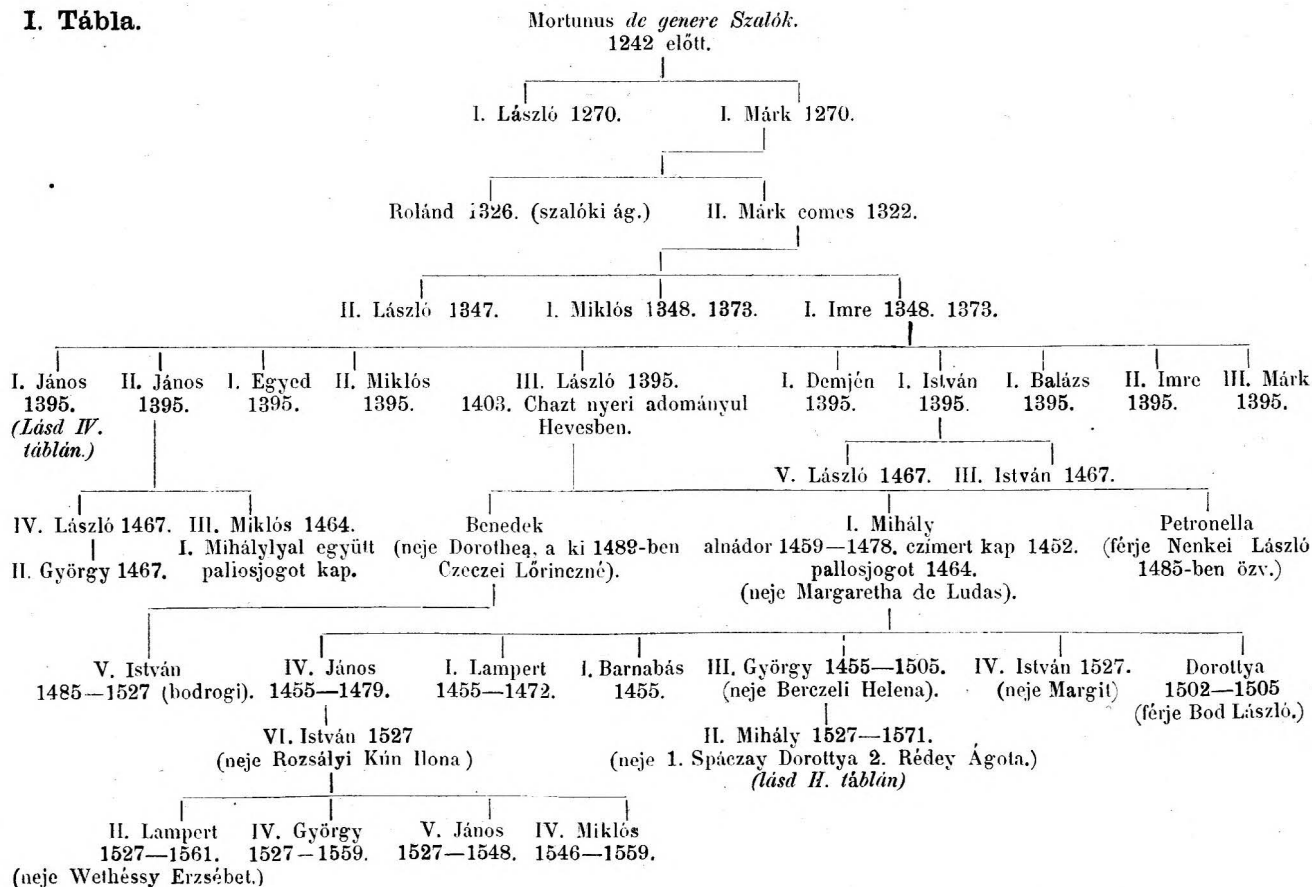 I. Tábla.
Mortunus de genere Szalók.
1242 előtt.
I. László 1270. I. Márk 1270.
Roland 1326. (szalóki ág.) II. Márk comes 1322.
II. László 1347. I. Miklós 1348. 1373. I. Imre 1348. 1373.
I. János II. János I. Egyed II. Miklós III. László 1395. I. Demjén I. István I. Balázs II. Imre III. Márk
1395. 1395. 1395. 1395. 1403. Chazt nyeri adományul 1395. 1395. 1395. 1395. 1395.
(Lásd IV. Hevesben.
táblán.)
V. László 1467. III. István 1467.
IV. László 1467. III. Miklós 1464. Benedek I. Mihály Petronella
I. Mihálylyal együtt (neje Dorothea, a ki 1489-ben alnádor 1459—1478. czimert kap 1452. (férje Nenkei László
II. György 1467. pallosjogot kap. Czeczei Lőrinczné). pallosjogot 1464. 1485-ben özv.)
(neje Margaretha de Ludas).
V. István IV. János I. Lampert I. Barnabás III. György 1455—1505. IV. István 1527. Dorottya
1485—1527 (bodrogi). 1455—1479. 1455—1472. 1455. (neje Berczeli Helena). (neje Margit) 1502—1505
(férje Bod László.)
VI. István 1527 II. Mihály 1527—1571.
(neje Rozsályi Kún Ilona) (neje 1. Spáczay Dorottya 2. Rédey Ágota.)
(lásd II. táblán)
II. Lampert IV. György V. János IV. Miklós
1527—1561. 1527—1559. 1527—1548. 1546—1559.
(neje Wethéssy Erzsébet.)